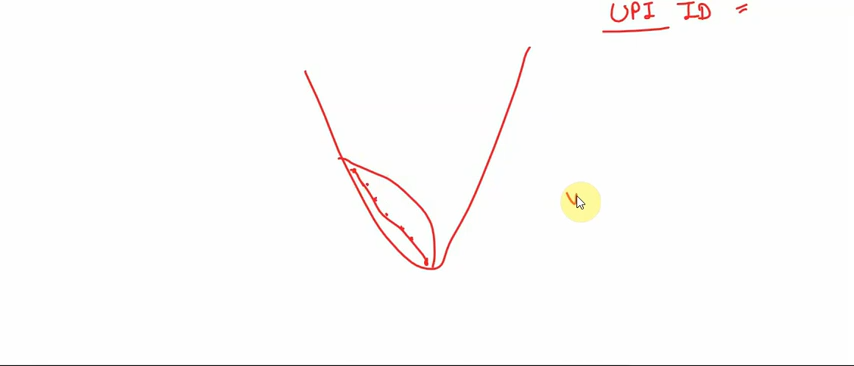 UPI ID =